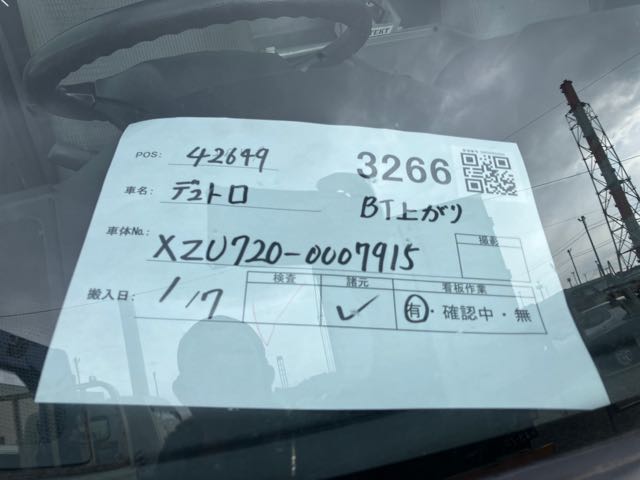 POS: 42649
3266
車名: デュトロ
BT上がり
車体No.: XZU720-0007915
撮影
搬入日: 1/17
検査 諸元 看板作業
✓ 有・確認中・無